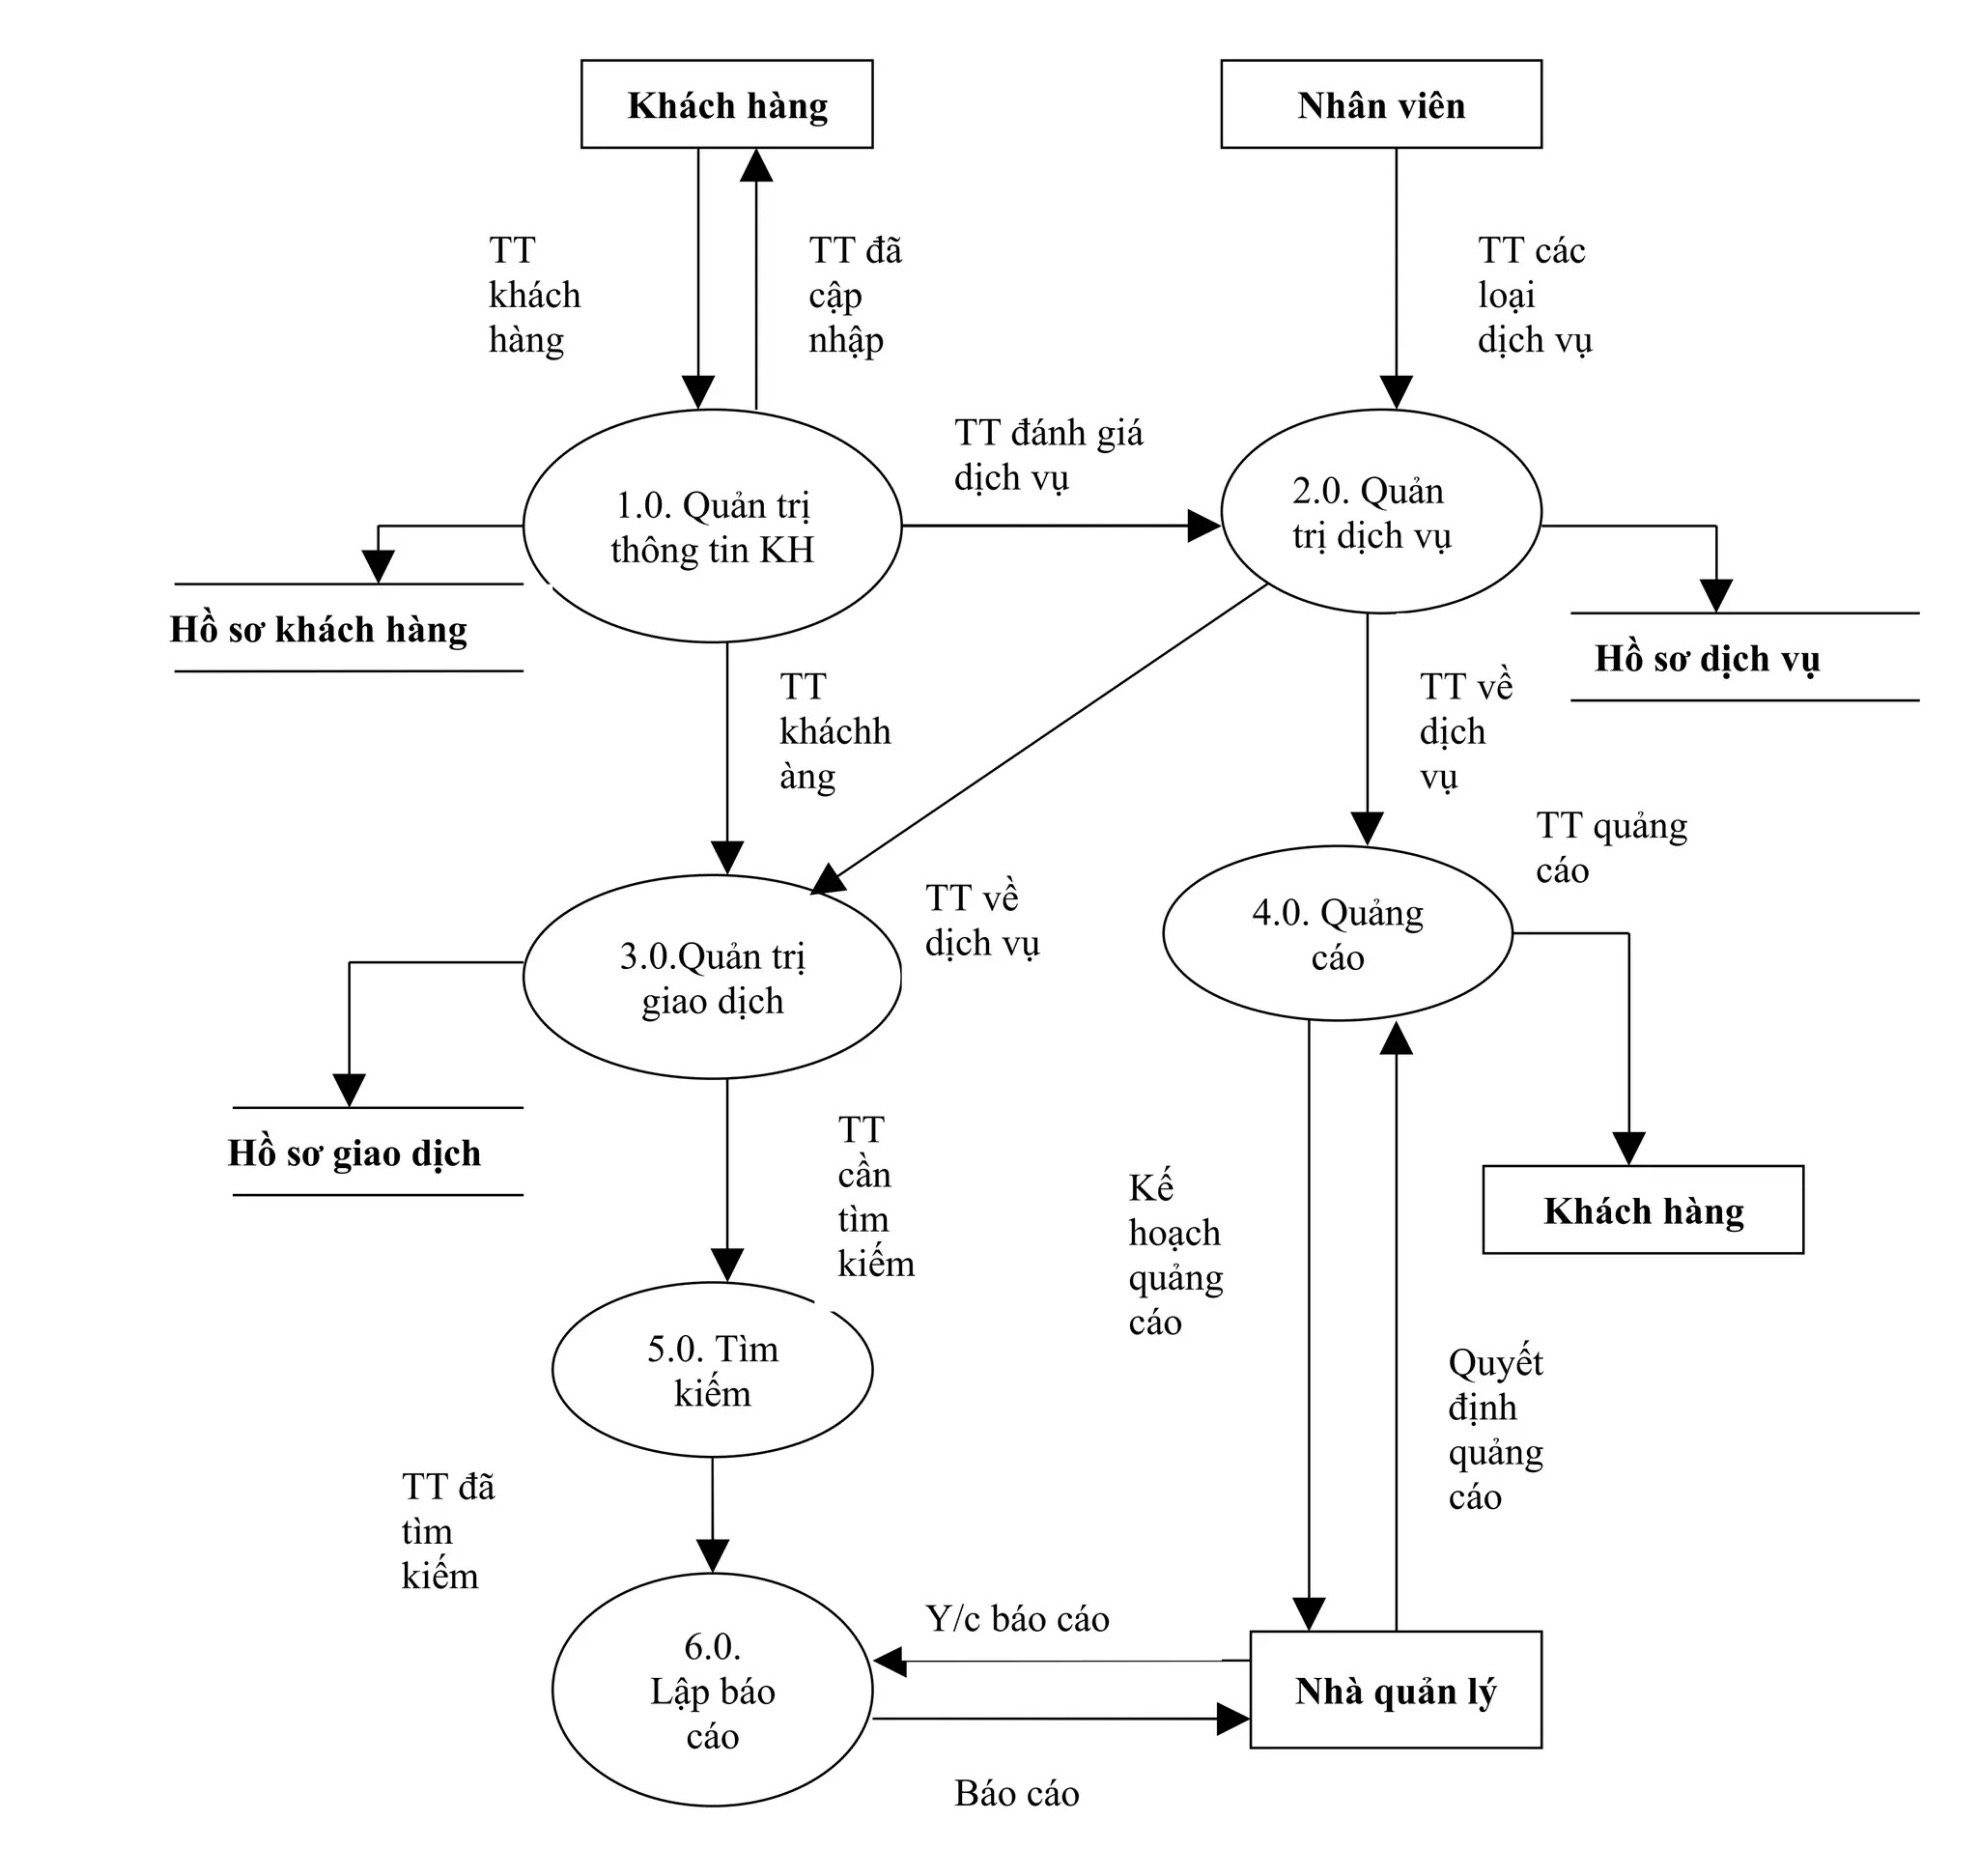 Khách hàng
Nhân viên
TT
khách
hàng
TT đã
cập
nhập
TT các
loại
dịch vụ
TT đánh giá
dịch vụ
1.0. Quản trị
thông tin KH
2.0. Quản
trị dịch vụ
Hồ sơ khách hàng
Hồ sơ dịch vụ
TT
kháchh
àng
TT về
dịch
vụ
TT quảng
cáo
TT về
dịch vụ
4.0. Quảng
cáo
3.0.Quản trị
giao dịch
Hồ sơ giao dịch
TT
cần
tìm
kiếm
Kế
hoạch
quảng
cáo
Khách hàng
5.0. Tìm
kiếm
Quyết
định
quảng
cáo
TT đã
tìm
kiếm
Y/c báo cáo
6.0.
Lập báo
cáo
Nhà quản lý
Báo cáo